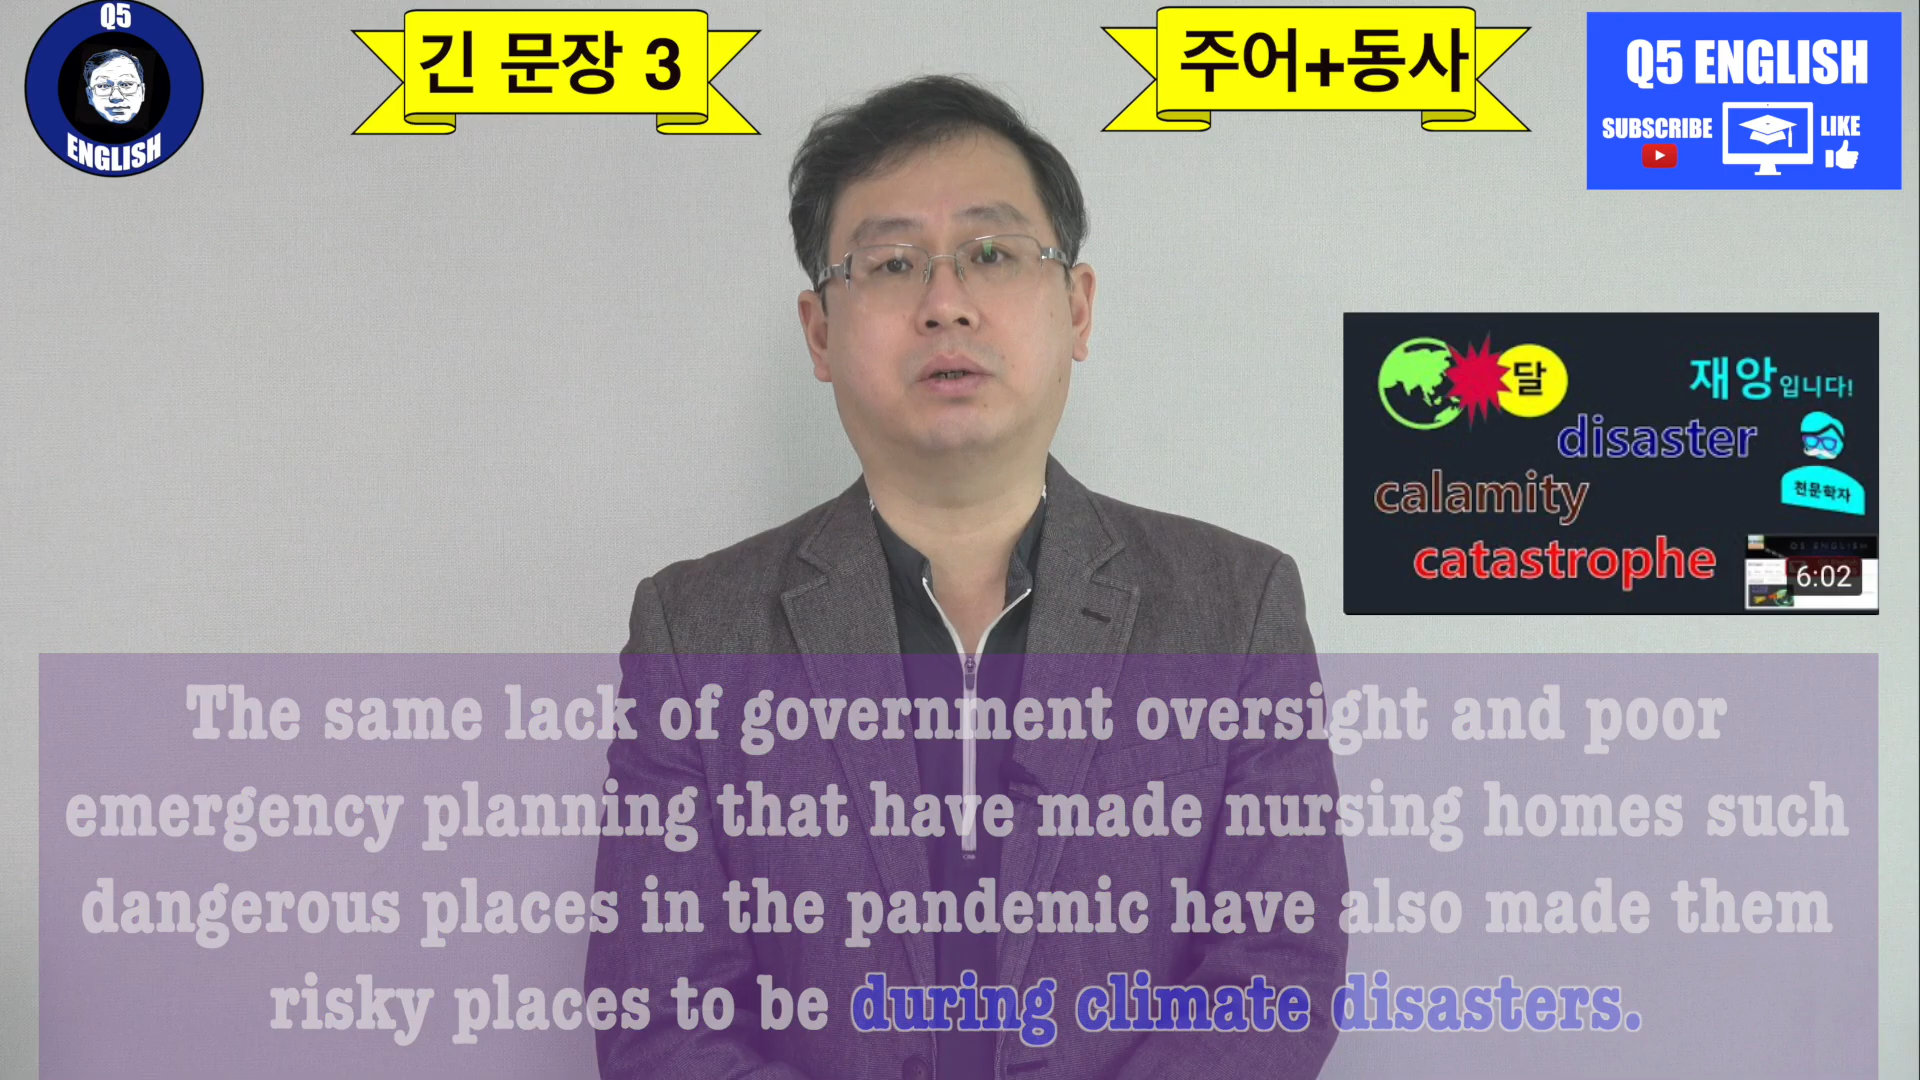 Q5
ENGLISH
긴 문장 3
주어+동사
Q5 ENGLISH
SUBSCRIBE
LIKE
달
재앙입니다!
disaster
calamity
천문학자
catastrophe
Q5 ENGLISH
6:02
The same lack of government oversight and poor
emergency planning that have made nursing homes such
dangerous places in the pandemic have also made them
risky places to be during climate disasters.